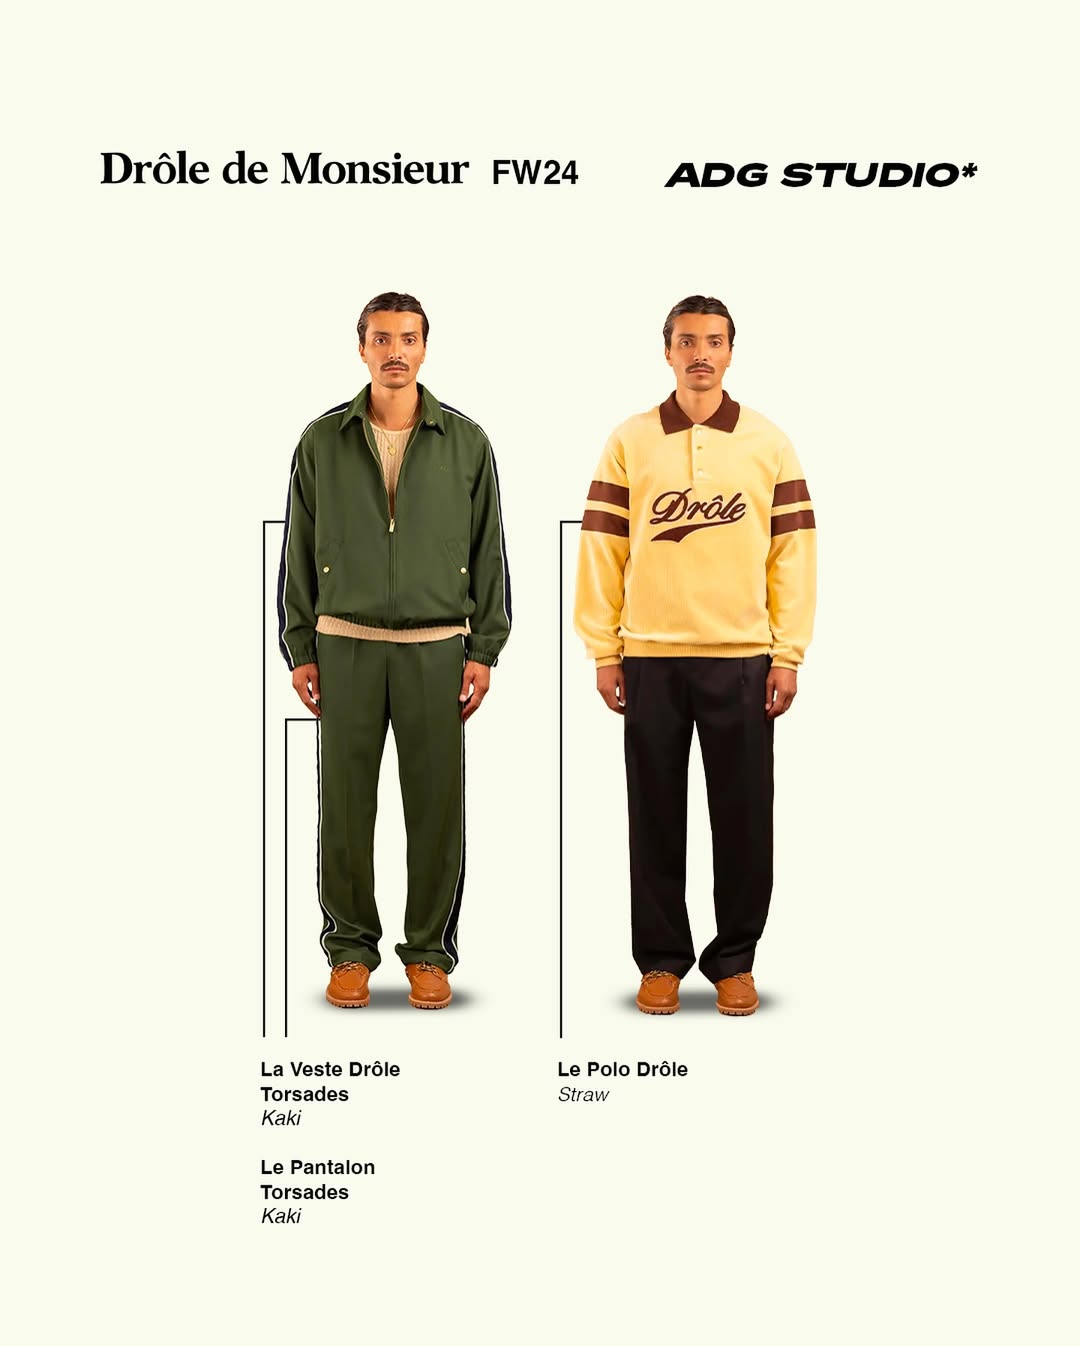 Drôle de Monsieur FW24
ADG STUDIO*
Drôle
La Veste Drôle
Torsades
Kaki
Le Pantalon
Torsades
Kaki
Le Polo Drôle
Straw